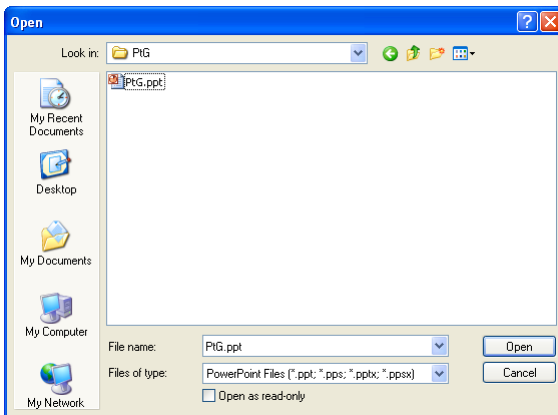 Open
Look in:
PtG
PtG.ppt
My Recent
Documents
Desktop
My Documents
My Computer
My Network
File name:
PtG.ppt
Open
Files of type:
PowerPoint Files (*.ppt; *.pps; *.pptx; *.ppsx)
Cancel
Open as read-only